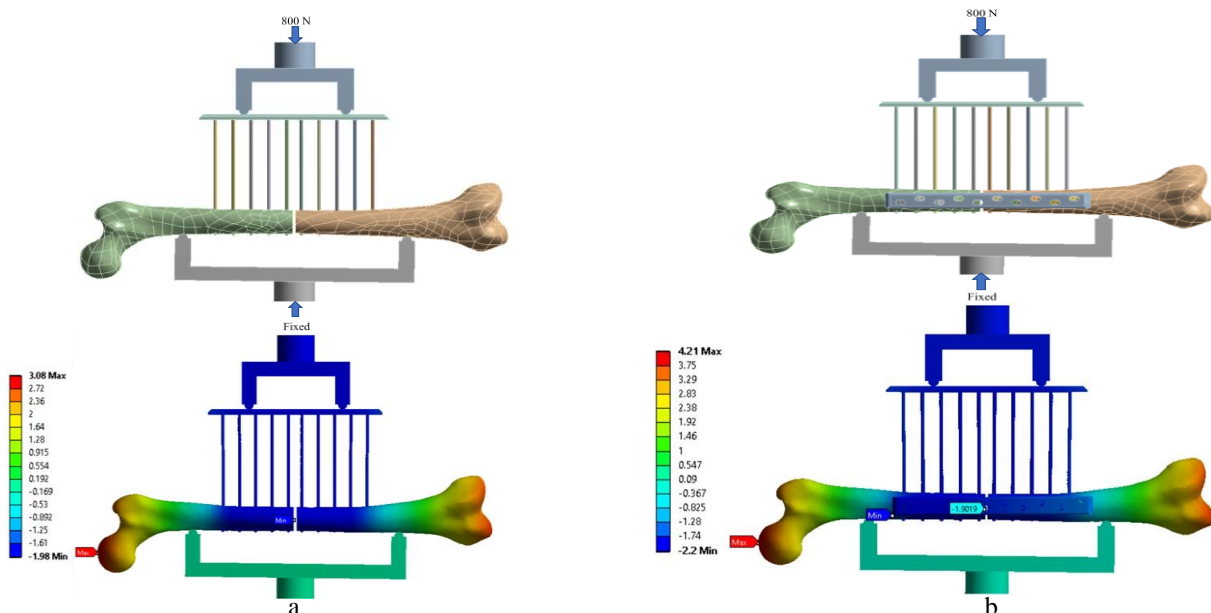 800 N
Fixed
3.08 Max
2.72
2.36
2
1.64
1.28
0.915
0.554
0.192
-0.169
-0.53
-0.892
-1.25
-1.61
-1.98 Min
Min
Max
a
800 N
Fixed
4.21 Max
3.75
3.29
2.83
2.38
1.92
1.46
1
0.547
0.09
-0.367
-0.825
-1.28
-1.74
-2.2 Min
Min
-1.9019
Max
b